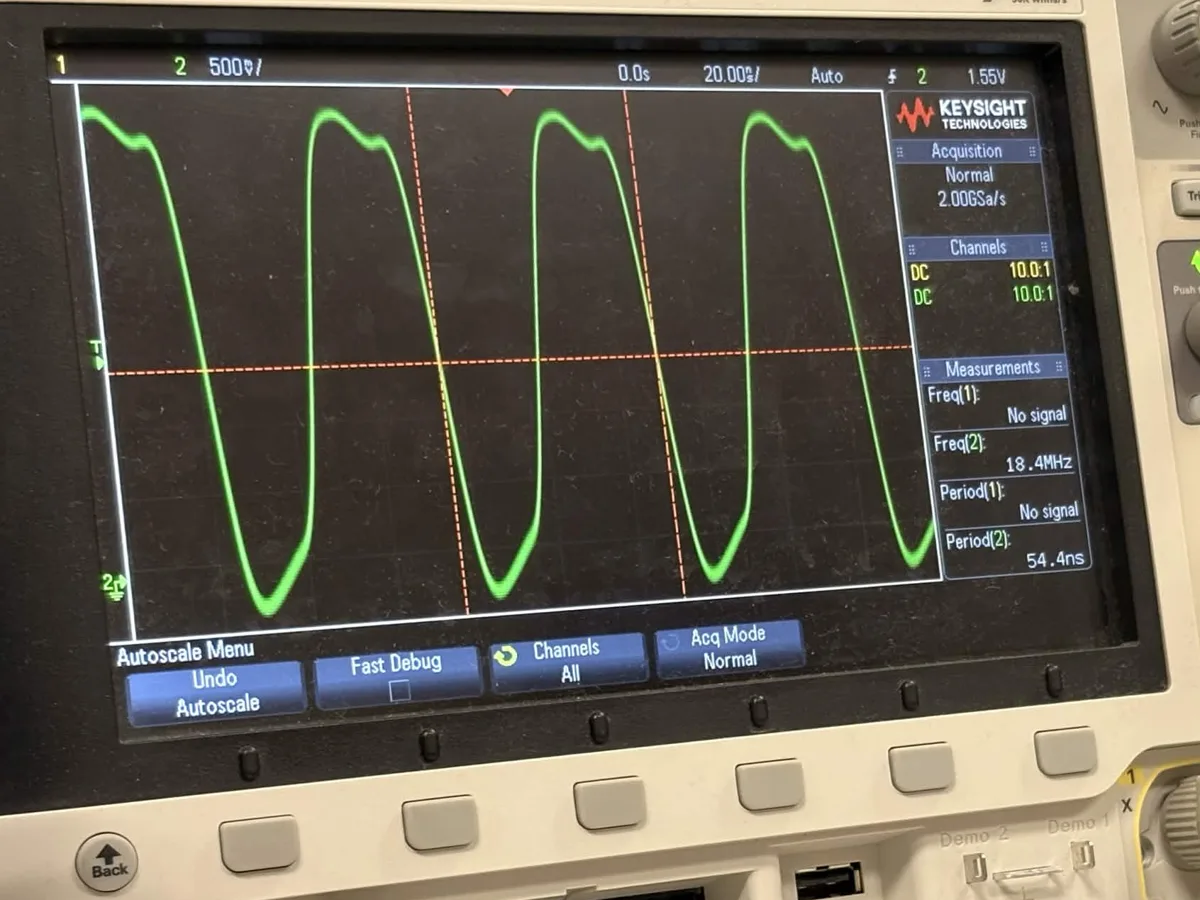 1 2 500V/ 0.0s 20.00ns/ Auto 2 1.55V
KEYSIGHT
TECHNOLOGIES
Acquisition
Normal
2.00GSa/s
Channels
DC 10.0:1
DC 10.0:1
Measurements
Freq(1):
No signal
Freq(2):
18.4MHz
Period(1):
No signal
Period(2):
54.4ns
T
2
Autoscale Menu
Undo
Autoscale
Fast Debug
Channels
All
Acq Mode
Normal
Back
Demo 2
Demo 1
1
X
Push